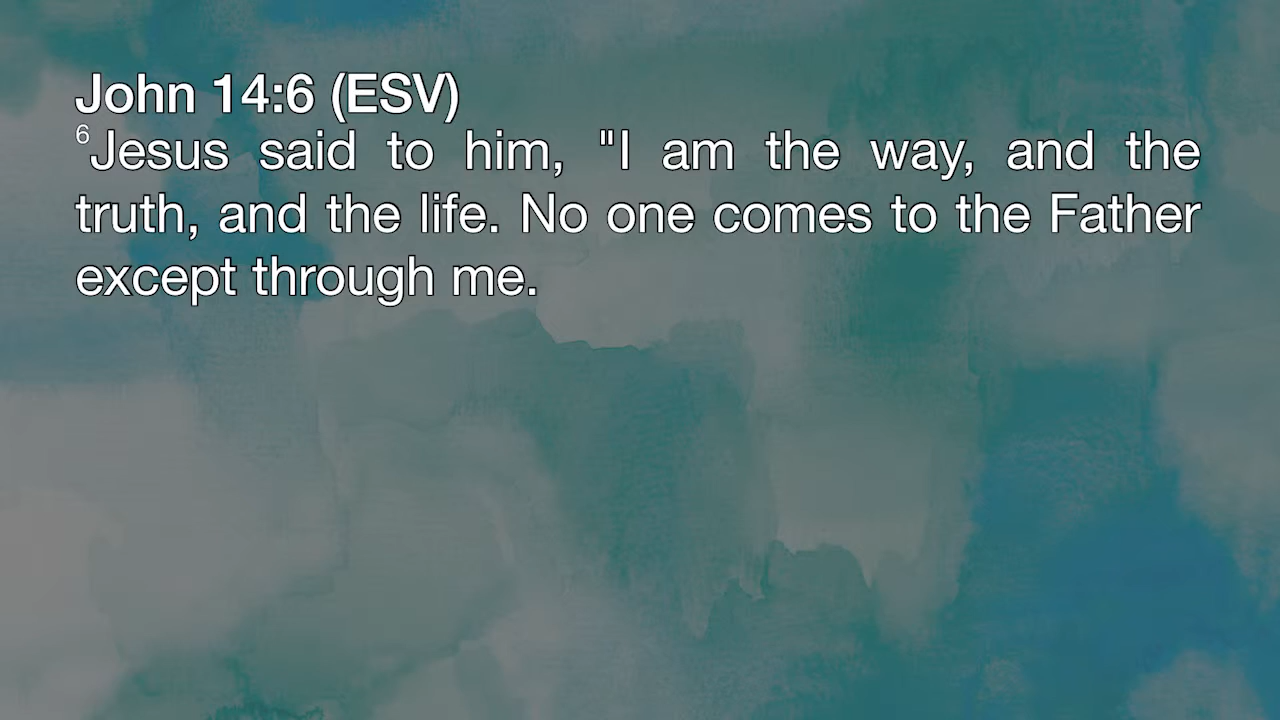 John 14:6 (ESV)
6Jesus said to him, "I am the way, and the
truth, and the life. No one comes to the Father
except through me.